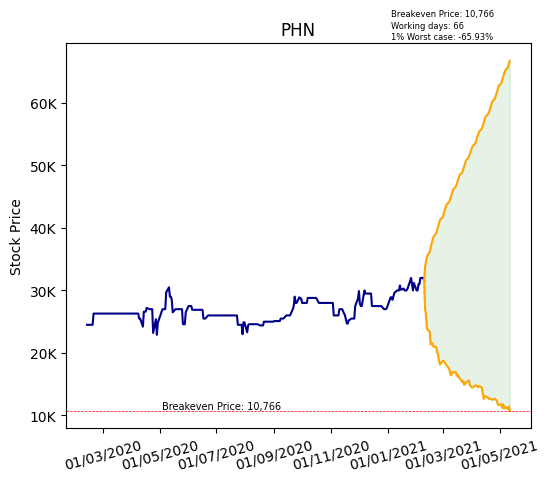 Breakeven Price: 10,766
Working days: 66
1% Worst case: -65.93%
PHN
Stock Price
60K
50K
40K
30K
20K
10K
Breakeven Price: 10,766
01/03/2020
01/05/2020
01/07/2020
01/09/2020
01/11/2020
01/01/2021
01/03/2021
01/05/2021